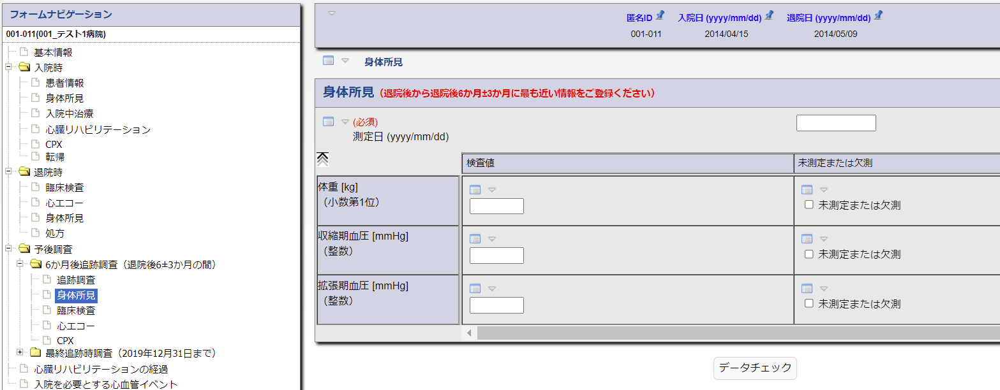 フォームナビゲーション
001-011(001_テスト1病院)
基本情報
入院時
患者情報
身体所見
入院中治療
心臓リハビリテーション
CPX
転帰
退院時
臨床検査
心エコー
身体所見
処方
予後調査
6か月後追跡調査（退院後6±3か月の間）
追跡調査
身体所見
臨床検査
心エコー
CPX
最終追跡時調査（2019年12月31日まで）
心臓リハビリテーションの経過
入院を必要とする心血管イベント
匿名ID 入院日 (yyyy/mm/dd) 退院日 (yyyy/mm/dd)
001-011 2014/04/15 2014/05/09
身体所見
身体所見（退院後から退院後6か月±3か月に最も近い情報をご登録ください）
(必須)
測定日 (yyyy/mm/dd)
検査値 未測定または欠測
体重 [kg]
（小数第1位）
未測定または欠測
収縮期血圧 [mmHg]
（整数）
未測定または欠測
拡張期血圧 [mmHg]
（整数）
未測定または欠測
データチェック